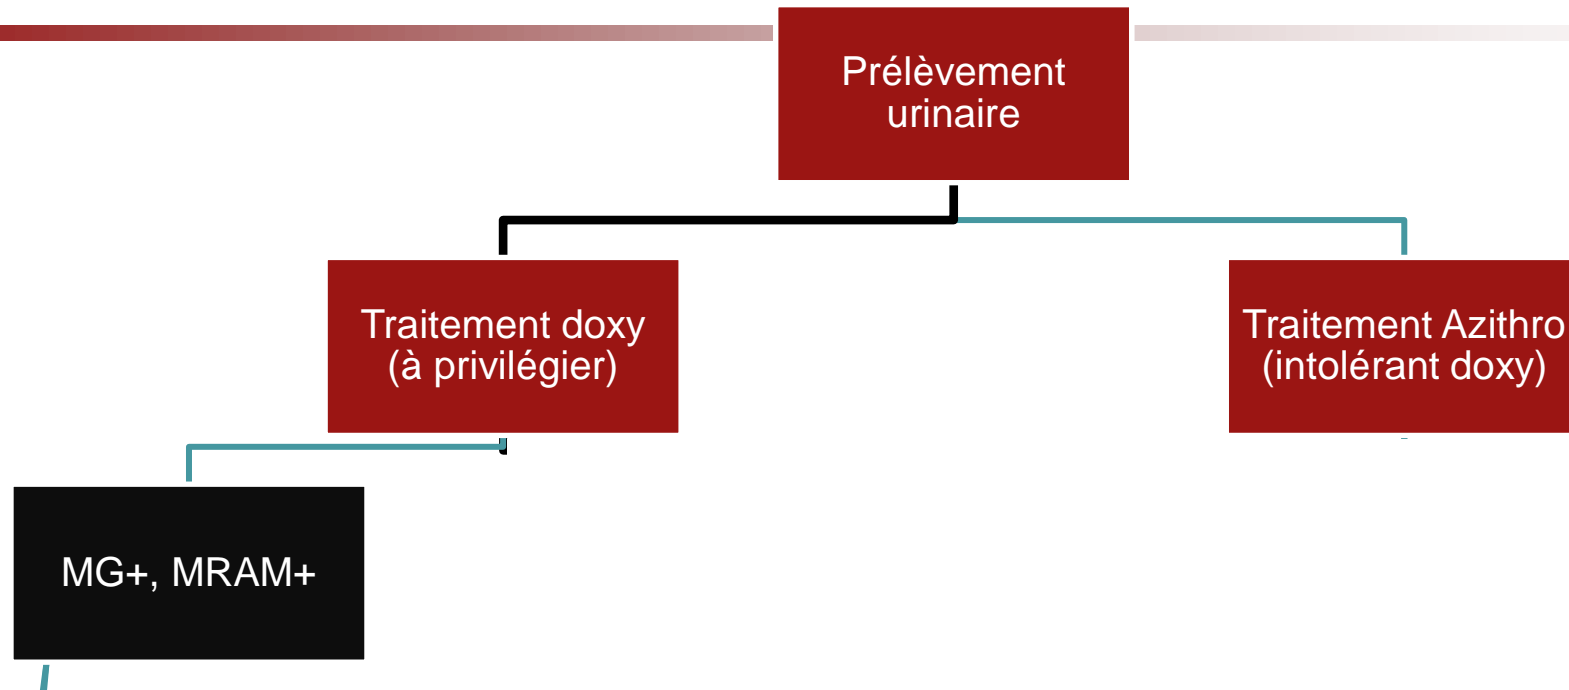 Prélèvement
urinaire
Traitement doxy
(à privilégier)
Traitement Azithro
(intolérant doxy)
MG+, MRAM+